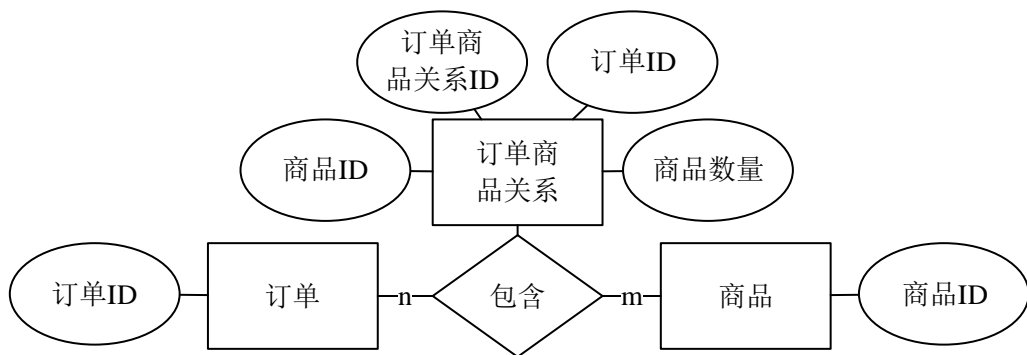 订单商
品关系ID
订单ID
商品ID
订单商
品关系
商品数量
订单ID
订单
n
包含
m
商品
商品ID